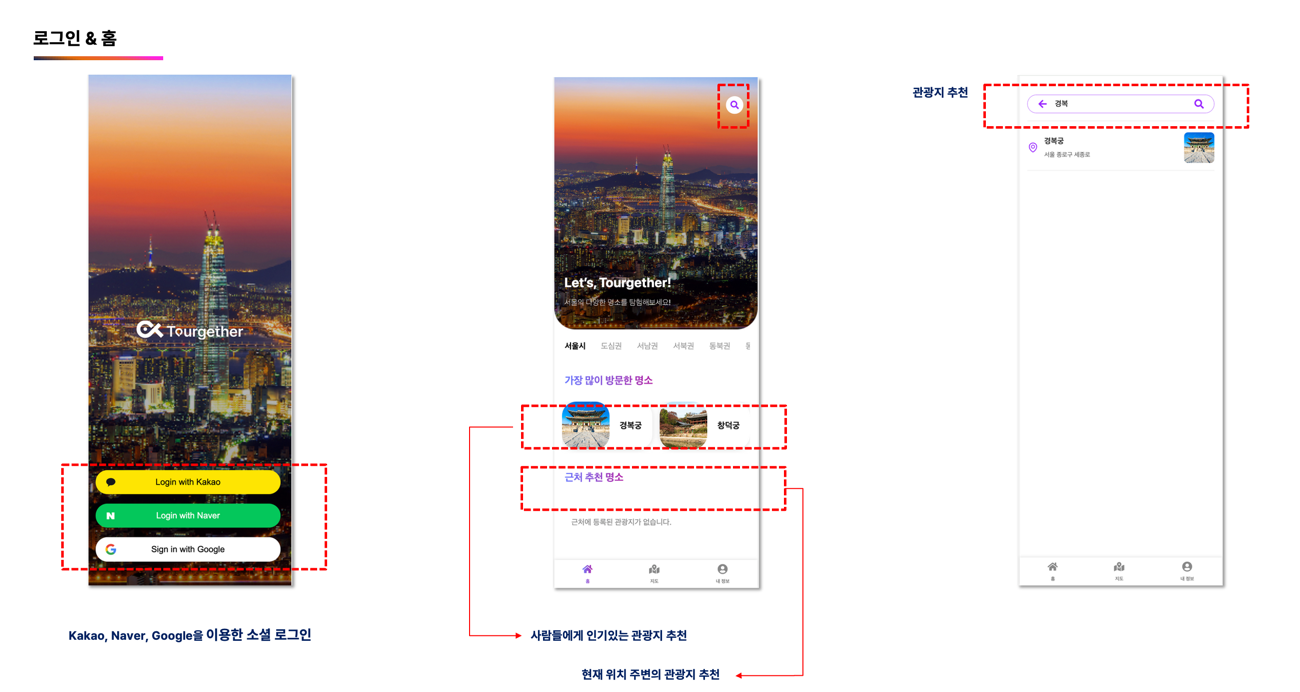 로그인 & 홈
Tourgether
Login with Kakao
Login with Naver
Sign in with Google
Kakao, Naver, Google을 이용한 소셜 로그인
Let's, Tourgether!
서울의 다양한 명소를 탐험해보세요!
서울시 도심권 서남권 서북권 동북권
가장 많이 방문한 명소
경복궁 창덕궁
근처 추천 명소
근처에 등록된 관광지가 없습니다.
홈 지도 내 정보
사람들에게 인기있는 관광지 추천
현재 위치 주변의 관광지 추천
관광지 추천
경복
경복궁
서울 종로구 세종로
홈 지도 내 정보